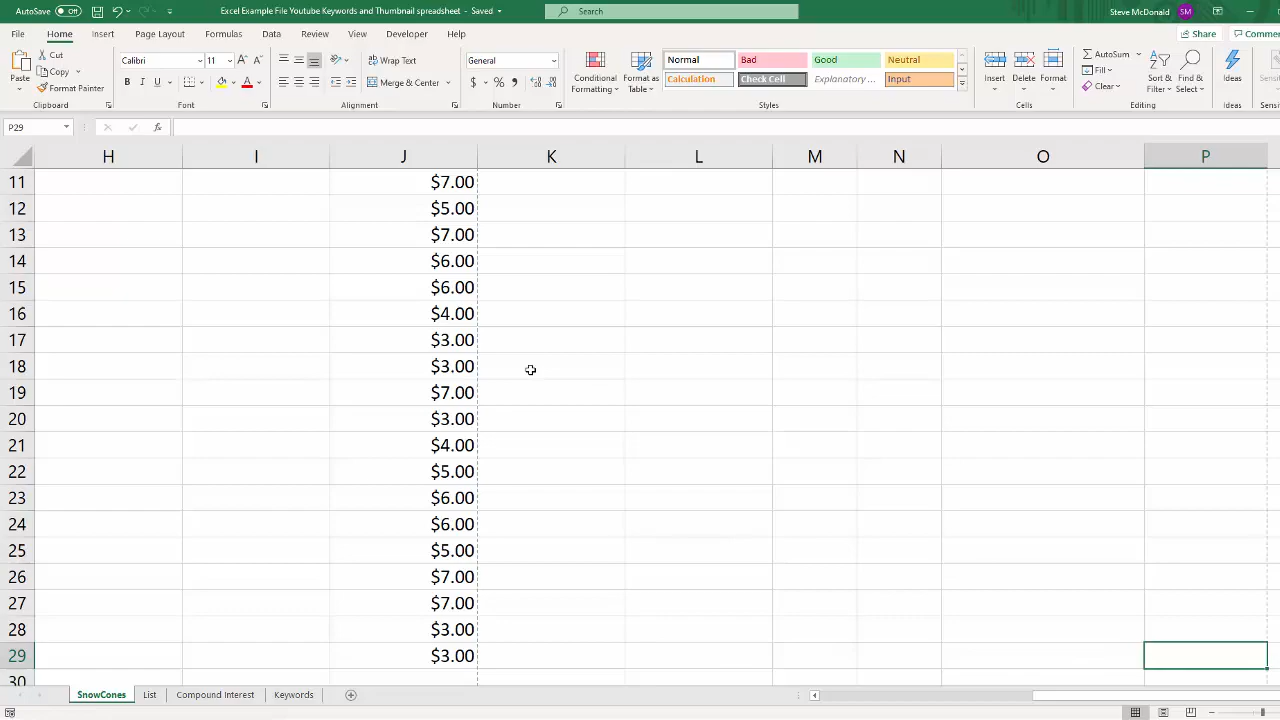 AutoSave Off Excel Example File Youtube Keywords and Thumbnail spreadsheet - Saved Search Steve McDonald SM
File Home Insert Page Layout Formulas Data Review View Developer Help Share Comme
Paste Cut Copy Format Painter
Calibri 11
B I U A
Wrap Text
Merge & Center
General
$ % ,
Conditional Formatting
Format as Table
Normal Bad Good Neutral
Calculation Check Cell Explanatory ... Input
Insert Delete Format
AutoSum
Fill
Clear
Sort & Filter
Find & Select
Ideas
Clipboard Font Alignment Number Styles Cells Editing Ideas Sensi
P29 fx
H I J K L M N O P
11 $7.00
12 $5.00
13 $7.00
14 $6.00
15 $6.00
16 $4.00
17 $3.00
18 $3.00
19 $7.00
20 $3.00
21 $4.00
22 $5.00
23 $6.00
24 $6.00
25 $5.00
26 $7.00
27 $7.00
28 $3.00
29 $3.00
30
SnowCones List Compound Interest Keywords